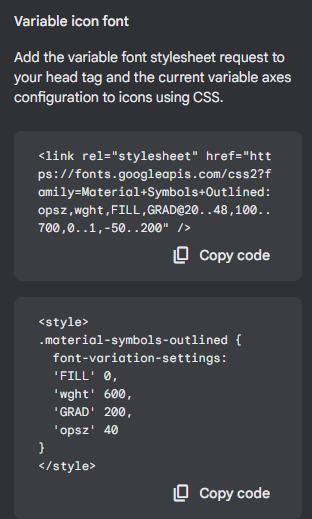 Variable icon font
Add the variable font stylesheet request to
your head tag and the current variable axes
configuration to icons using CSS.
<link rel="stylesheet" href="htt
ps://fonts.googleapis.com/css2?f
amily=Material+Symbols+Outlined:
opsz,wght,FILL,GRAD@20..48,100..
700,0..1,-50..200" />
Copy code
<style>
.material-symbols-outlined {
  font-variation-settings:
  'FILL' 0,
  'wght' 600,
  'GRAD' 200,
  'opsz' 40
}
</style>
Copy code